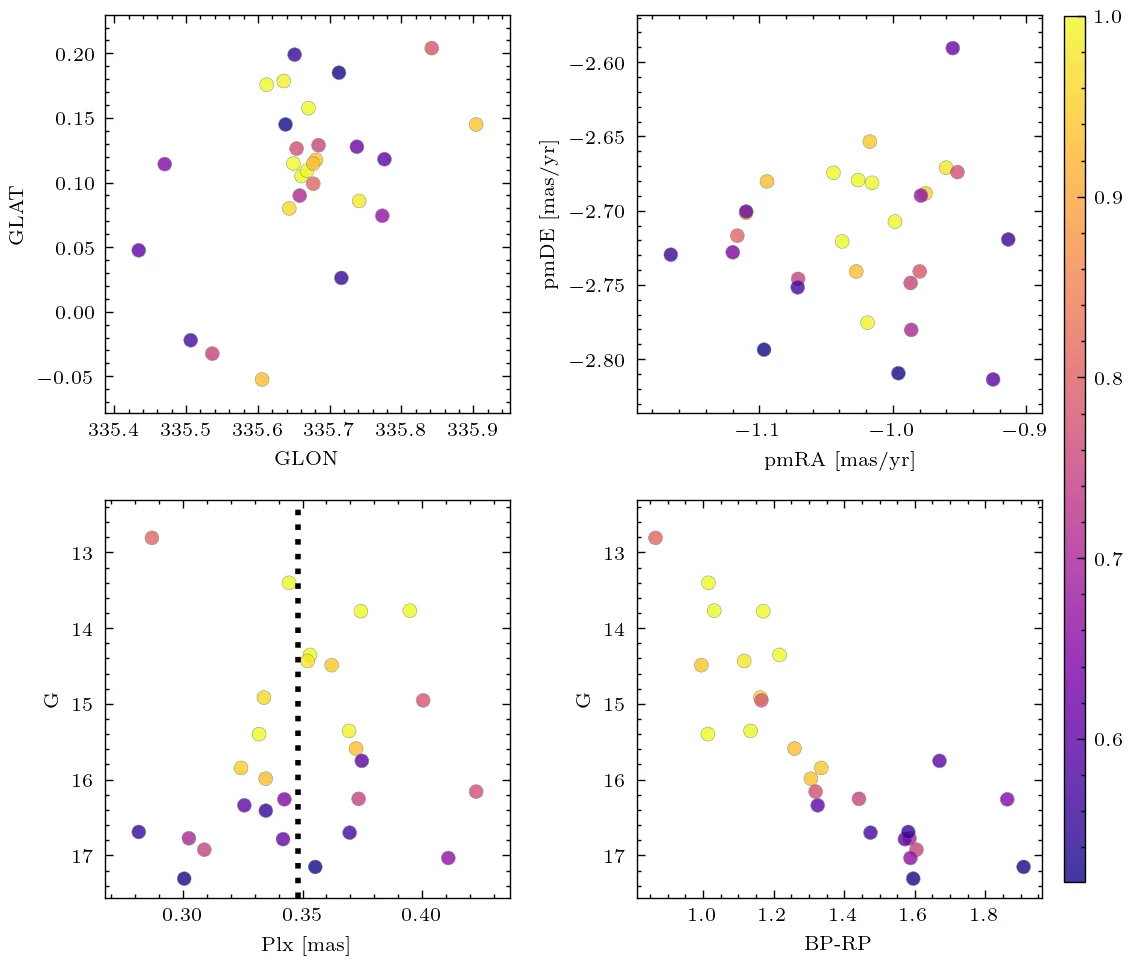 0.20
0.15
0.10
0.05
0.00
−0.05
GLAT
335.4 335.5 335.6 335.7 335.8 335.9
GLON
−2.60
−2.65
−2.70
−2.75
−2.80
pmDE [mas/yr]
−1.1 −1.0 −0.9
pmRA [mas/yr]
13
14
15
16
17
G
0.30 0.35 0.40
Plx [mas]
13
14
15
16
17
G
1.0 1.2 1.4 1.6 1.8
BP-RP
1.0
0.9
0.8
0.7
0.6